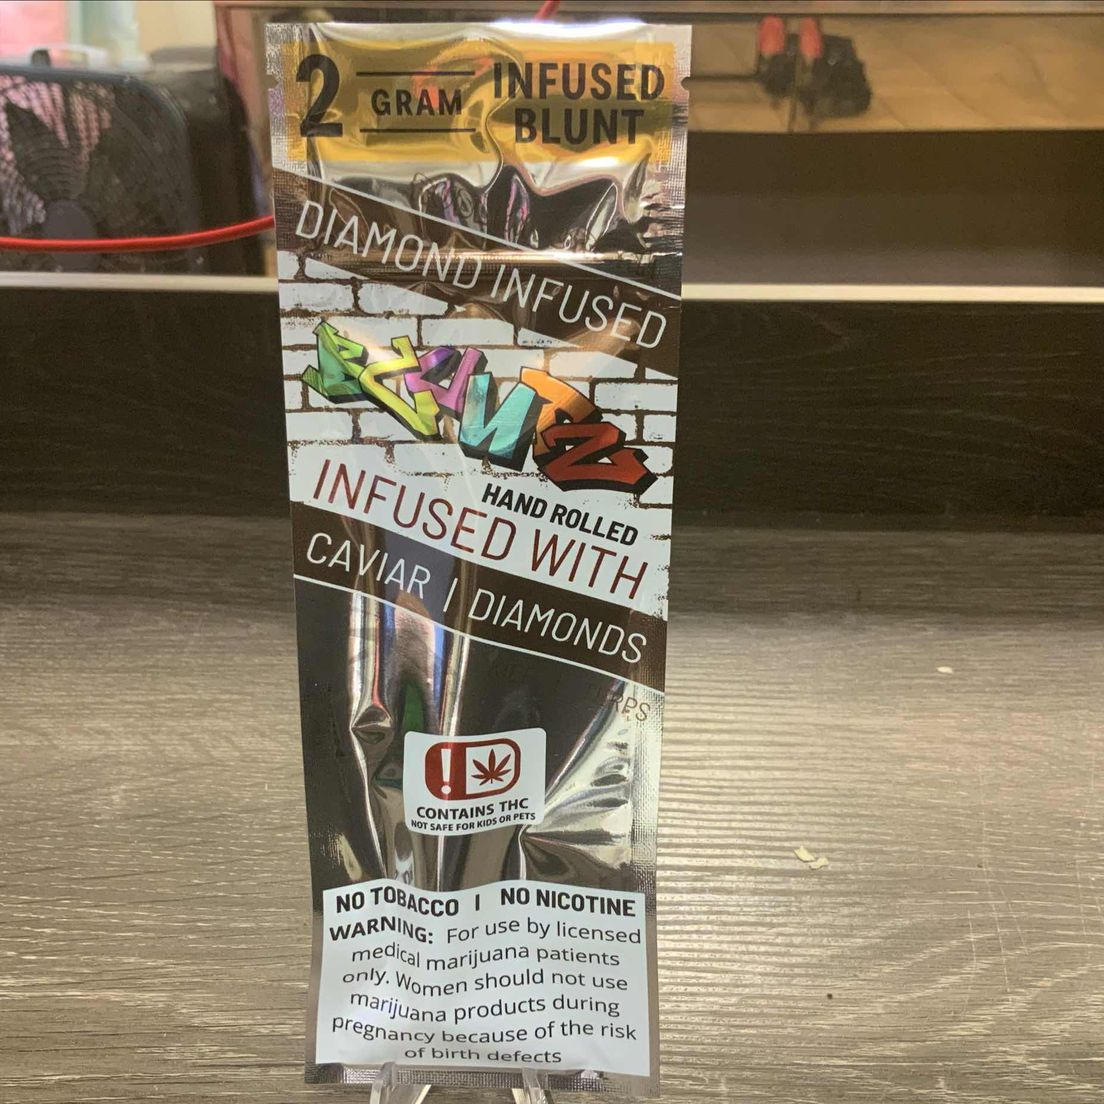 2 GRAM INFUSED
BLUNT
DIAMOND INFUSED
HAND ROLLED
INFUSED WITH
CAVIAR | DIAMONDS
!
CONTAINS THC
NOT SAFE FOR KIDS OR PETS
NO TOBACCO | NO NICOTINE
WARNING: For use by licensed
medical marijuana patients
only. Women should not use
marijuana products during
pregnancy because of the risk
of birth defects